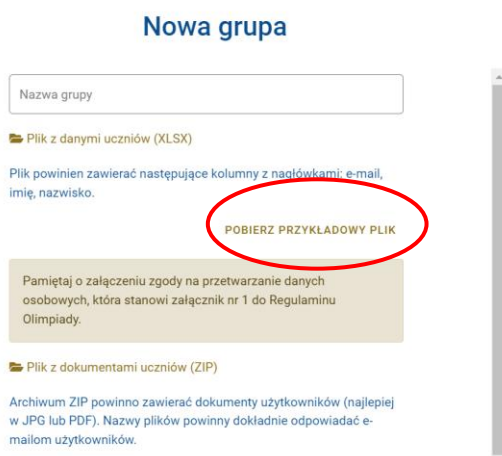 Nowa grupa
Nazwa grupy
Plik z danymi uczniów (XLSX)
Plik powinien zawierać następujące kolumny z nagłówkami: e-mail,
imię, nazwisko.
POBIERZ PRZYKŁADOWY PLIK
Pamiętaj o załączeniu zgody na przetwarzanie danych
osobowych, która stanowi załącznik nr 1 do Regulaminu
Olimpiady.
Plik z dokumentami uczniów (ZIP)
Archiwum ZIP powinno zawierać dokumenty użytkowników (najlepiej
w JPG lub PDF). Nazwy plików powinny dokładnie odpowiadać e-
mailom użytkowników.